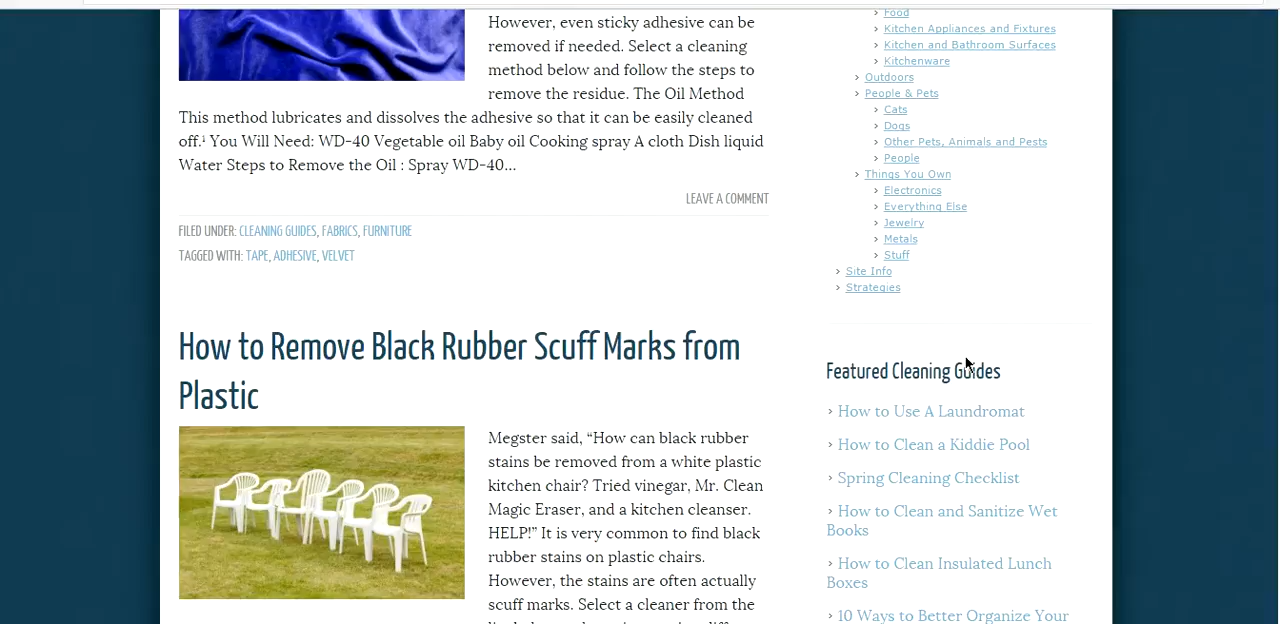 However, even sticky adhesive can be
removed if needed. Select a cleaning
method below and follow the steps to
remove the residue. The Oil Method
This method lubricates and dissolves the adhesive so that it can be easily cleaned
off.¹ You Will Need: WD-40 Vegetable oil Baby oil Cooking spray A cloth Dish liquid
Water Steps to Remove the Oil : Spray WD-40…
LEAVE A COMMENT
FILED UNDER: CLEANING GUIDES, FABRICS, FURNITURE
TAGGED WITH: TAPE, ADHESIVE, VELVET
How to Remove Black Rubber Scuff Marks from
Plastic
Megster said, “How can black rubber
stains be removed from a white plastic
kitchen chair? Tried vinegar, Mr. Clean
Magic Eraser, and a kitchen cleanser.
HELP!” It is very common to find black
rubber stains on plastic chairs.
However, the stains are often actually
scuff marks. Select a cleaner from the
› Food
› Kitchen Appliances and Fixtures
› Kitchen and Bathroom Surfaces
› Kitchenware
› Outdoors
› People & Pets
› Cats
› Dogs
› Other Pets, Animals and Pests
› People
› Things You Own
› Electronics
› Everything Else
› Jewelry
› Metals
› Stuff
› Site Info
› Strategies
Featured Cleaning Guides
› How to Use A Laundromat
› How to Clean a Kiddie Pool
› Spring Cleaning Checklist
› How to Clean and Sanitize Wet
Books
› How to Clean Insulated Lunch
Boxes
› 10 Ways to Better Organize Your